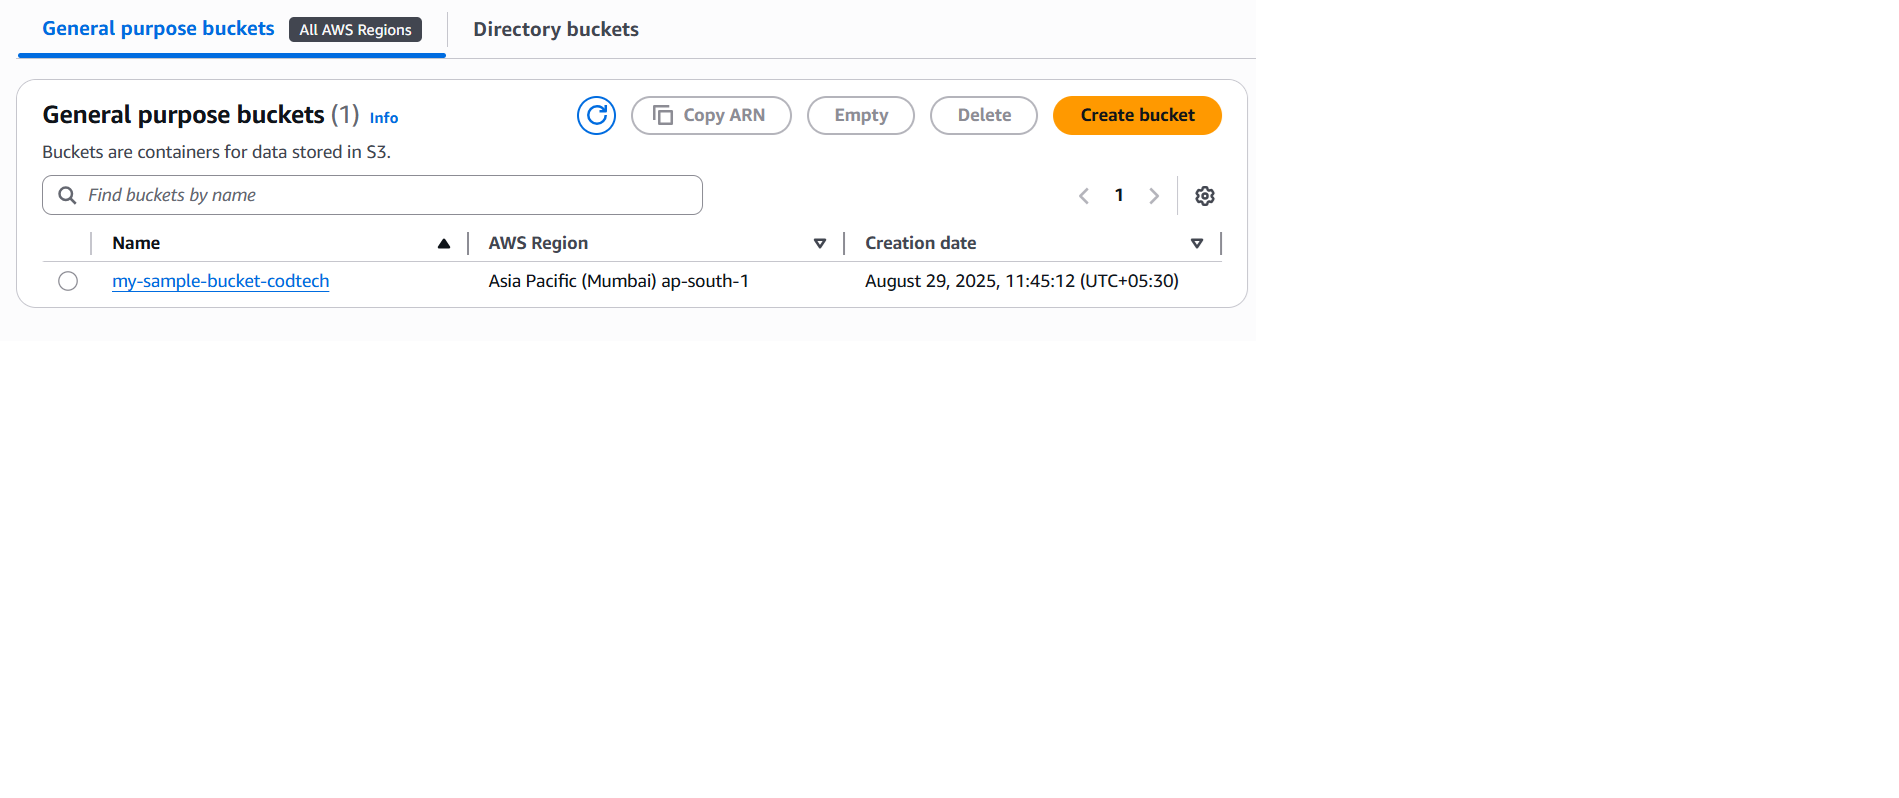 General purpose buckets All AWS Regions Directory buckets
General purpose buckets (1) Info Copy ARN Empty Delete Create bucket
Buckets are containers for data stored in S3.
Find buckets by name 1
Name AWS Region Creation date
my-sample-bucket-codtech Asia Pacific (Mumbai) ap-south-1 August 29, 2025, 11:45:12 (UTC+05:30)